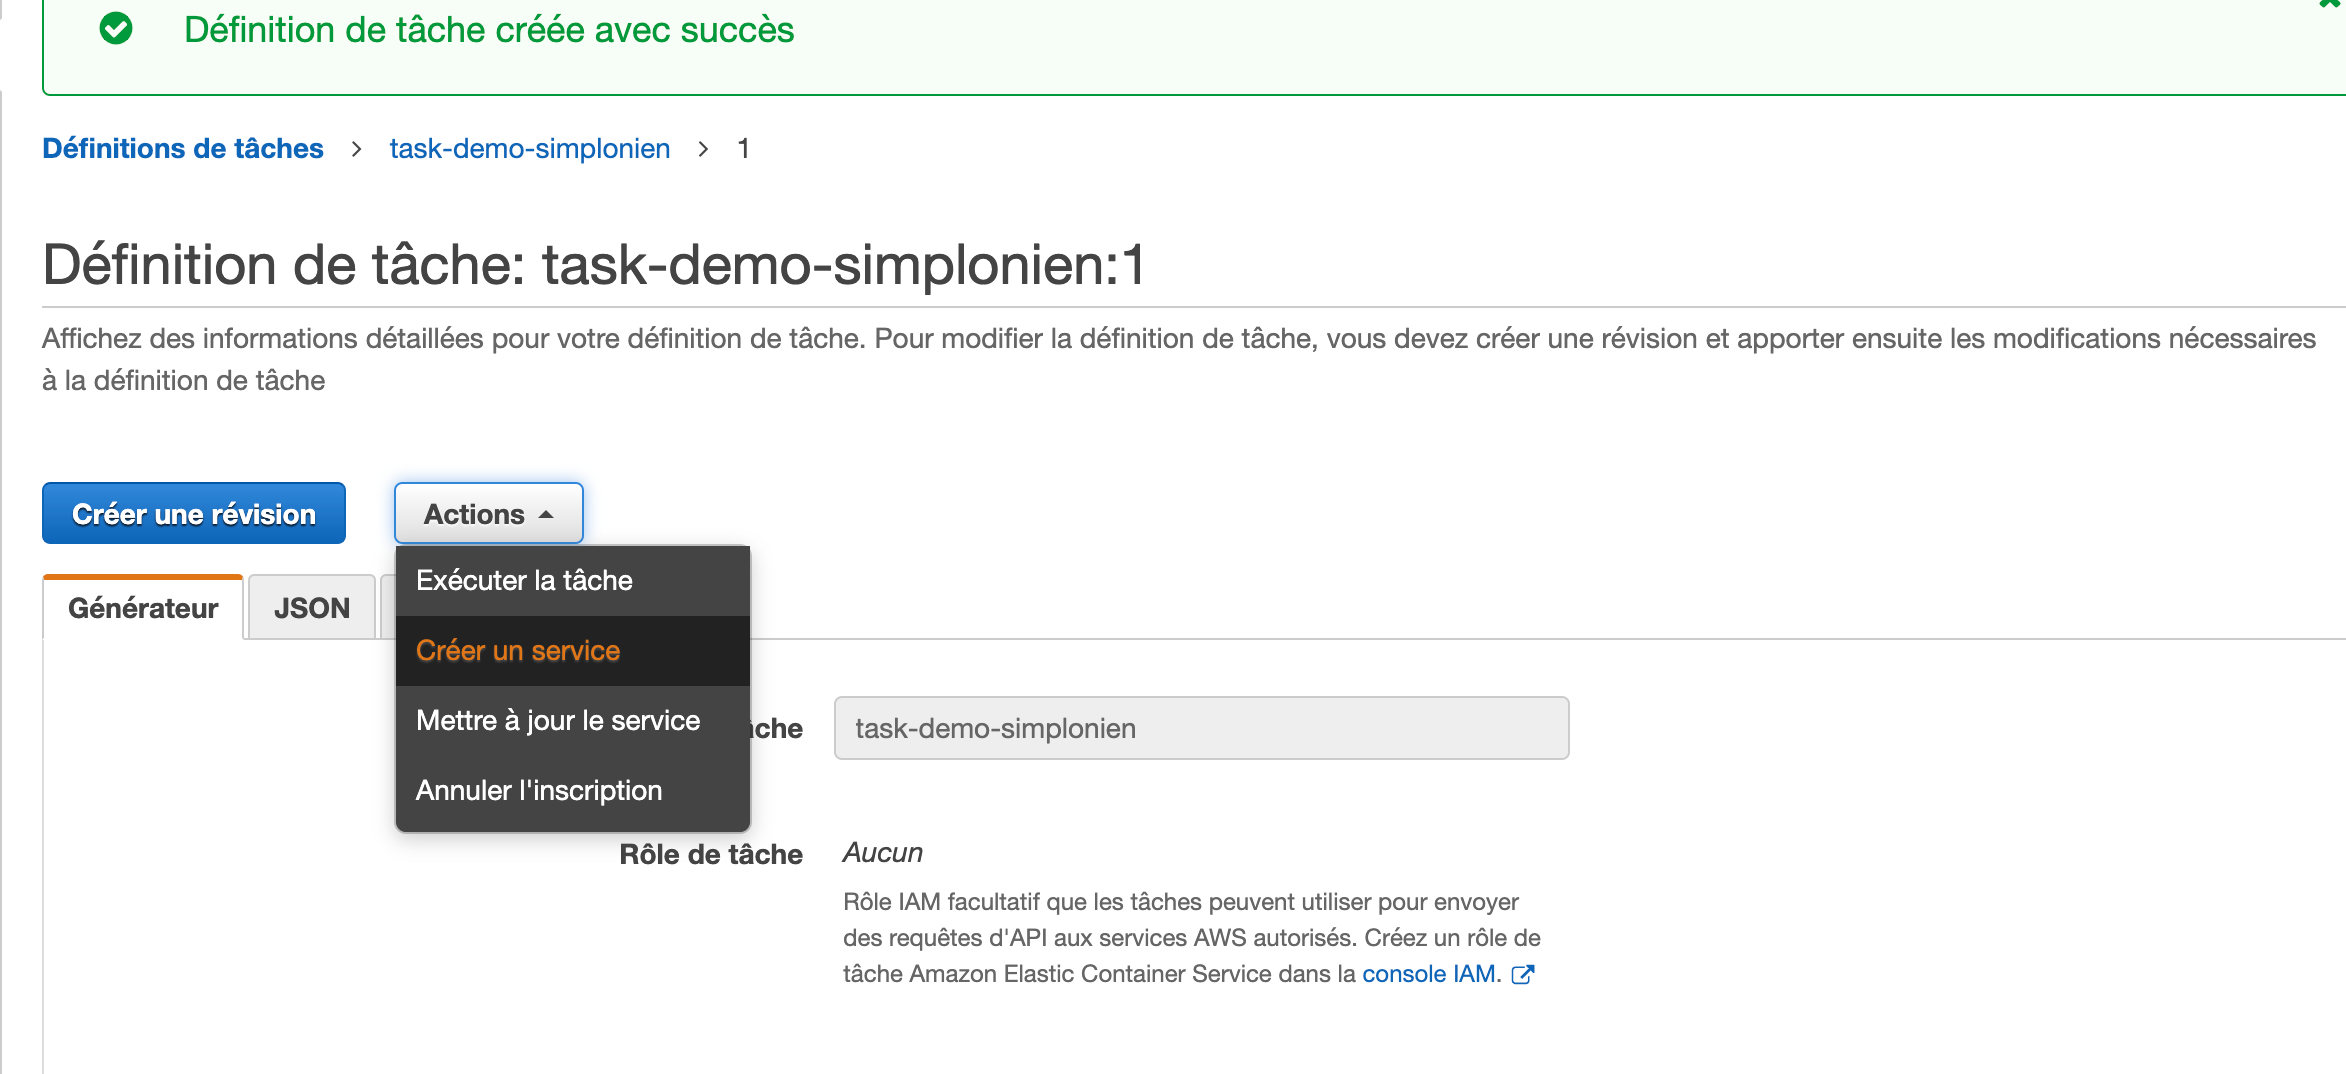 Définition de tâche créée avec succès
Définitions de tâches > task-demo-simplonien > 1
Définition de tâche: task-demo-simplonien:1
Affichez des informations détaillées pour votre définition de tâche. Pour modifier la définition de tâche, vous devez créer une révision et apporter ensuite les modifications nécessaires
à la définition de tâche
Créer une révision Actions
Exécuter la tâche
Générateur JSON
Créer un service
Mettre à jour le service
task-demo-simplonien
Annuler l'inscription
Rôle de tâche Aucun
Rôle IAM facultatif que les tâches peuvent utiliser pour envoyer
des requêtes d'API aux services AWS autorisés. Créez un rôle de
tâche Amazon Elastic Container Service dans la console IAM.